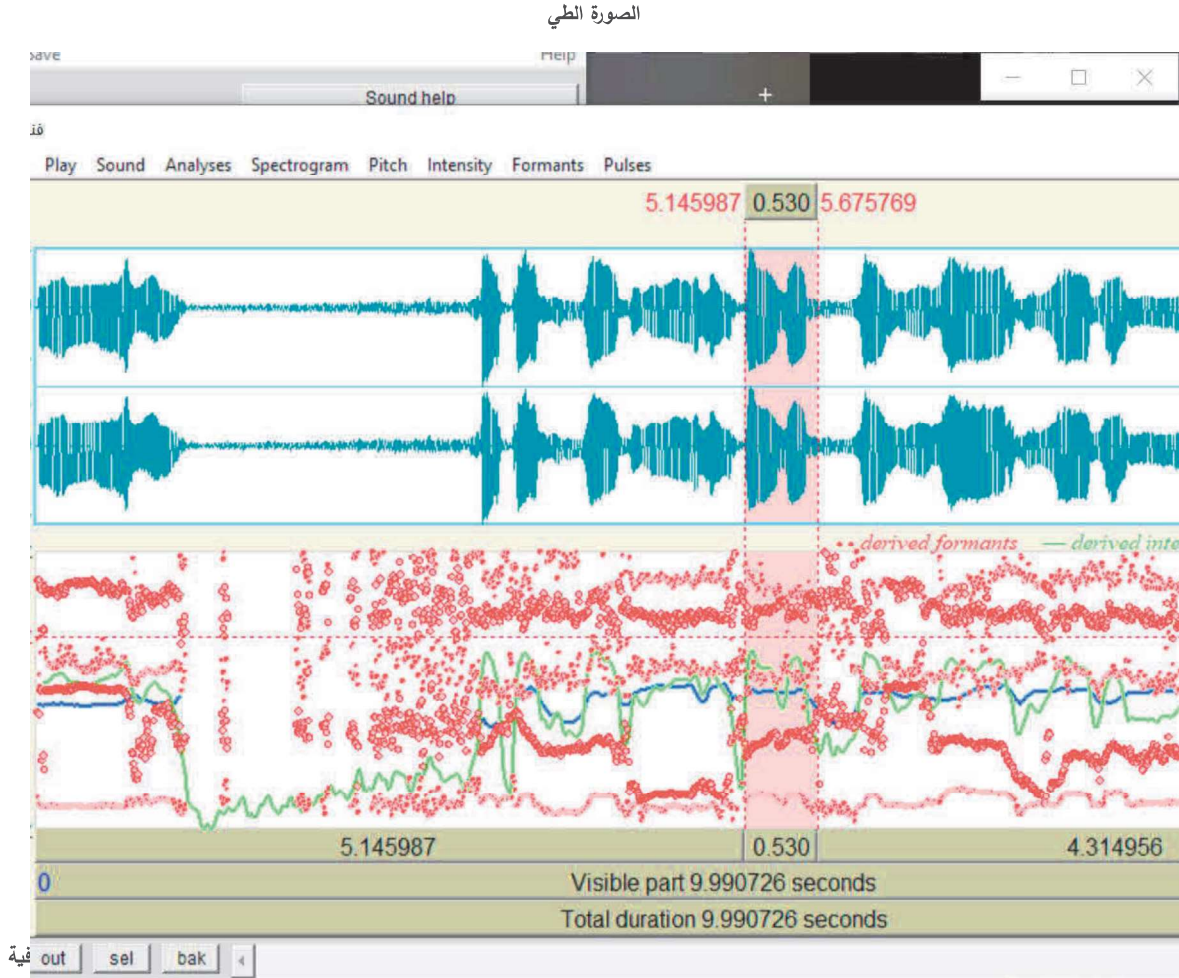 الصورة الطي
Save Help
Sound help
فتـ
Play Sound Analyses Spectrogram Pitch Intensity Formants Pulses
5.145987 0.530 5.675769
derived formants derived inte
5.145987 0.530 4.314956
0 Visible part 9.990726 seconds
Total duration 9.990726 seconds
فية out sel bak